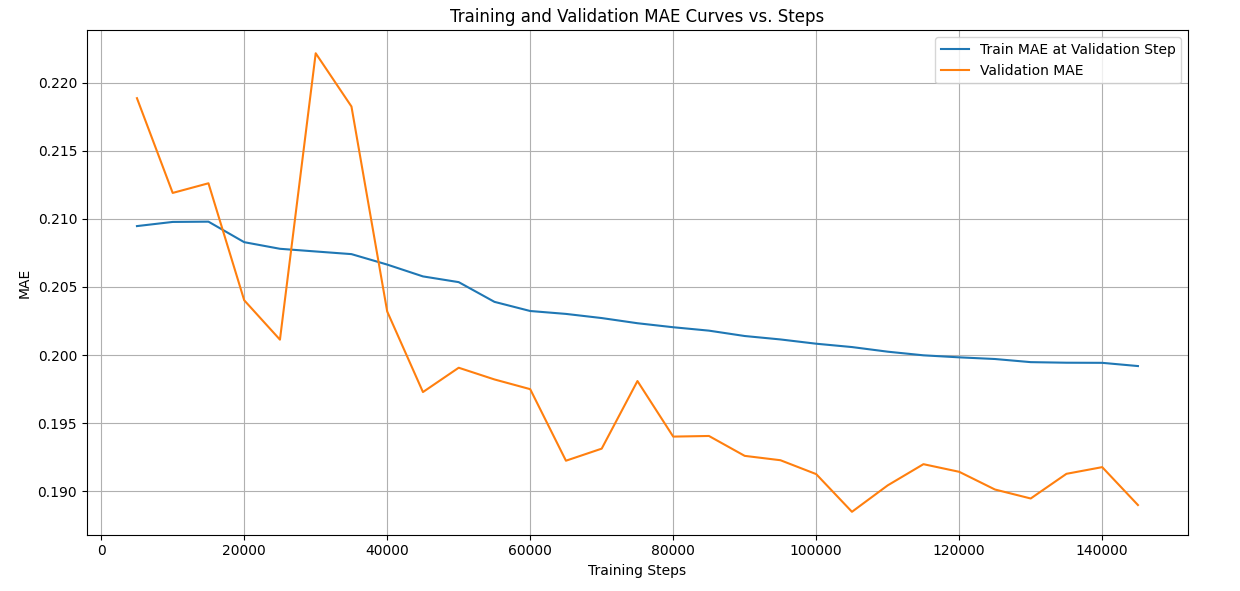 Training and Validation MAE Curves vs. Steps
Train MAE at Validation Step
Validation MAE
0.220
0.215
0.210
0.205
0.200
0.195
0.190
MAE
0 20000 40000 60000 80000 100000 120000 140000
Training Steps